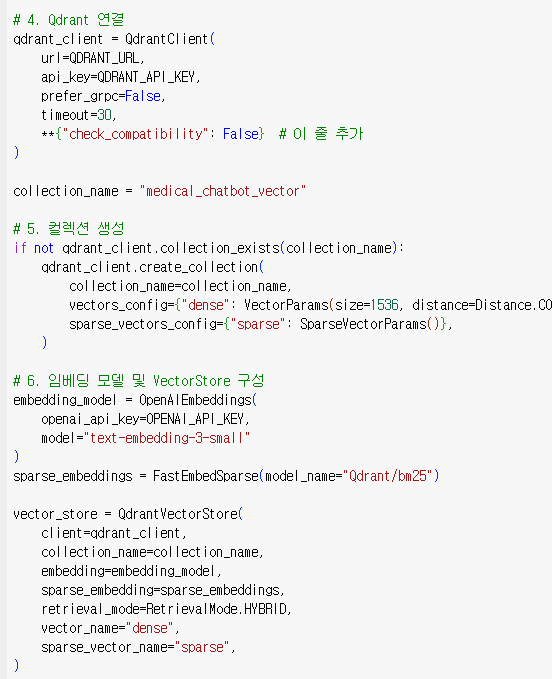 # 4. Qdrant 연결
qdrant_client = QdrantClient(
    url=QDRANT_URL,
    api_key=QDRANT_API_KEY,
    prefer_grpc=False,
    timeout=30,
    **{"check_compatibility": False}  # 이 줄 추가
)

collection_name = "medical_chatbot_vector"

# 5. 컬렉션 생성
if not qdrant_client.collection_exists(collection_name):
    qdrant_client.create_collection(
        collection_name=collection_name,
        vectors_config={"dense": VectorParams(size=1536, distance=Distance.CO
        sparse_vectors_config={"sparse": SparseVectorParams()},
    )

# 6. 임베딩 모델 및 VectorStore 구성
embedding_model = OpenAIEmbeddings(
    openai_api_key=OPENAI_API_KEY,
    model="text-embedding-3-small"
)
sparse_embeddings = FastEmbedSparse(model_name="Qdrant/bm25")

vector_store = QdrantVectorStore(
    client=qdrant_client,
    collection_name=collection_name,
    embedding=embedding_model,
    sparse_embedding=sparse_embeddings,
    retrieval_mode=RetrievalMode.HYBRID,
    vector_name="dense",
    sparse_vector_name="sparse",
)